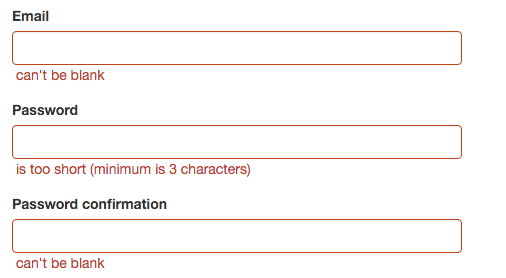 Email
can't be blank
Password
is too short (minimum is 3 characters)
Password confirmation
can't be blank